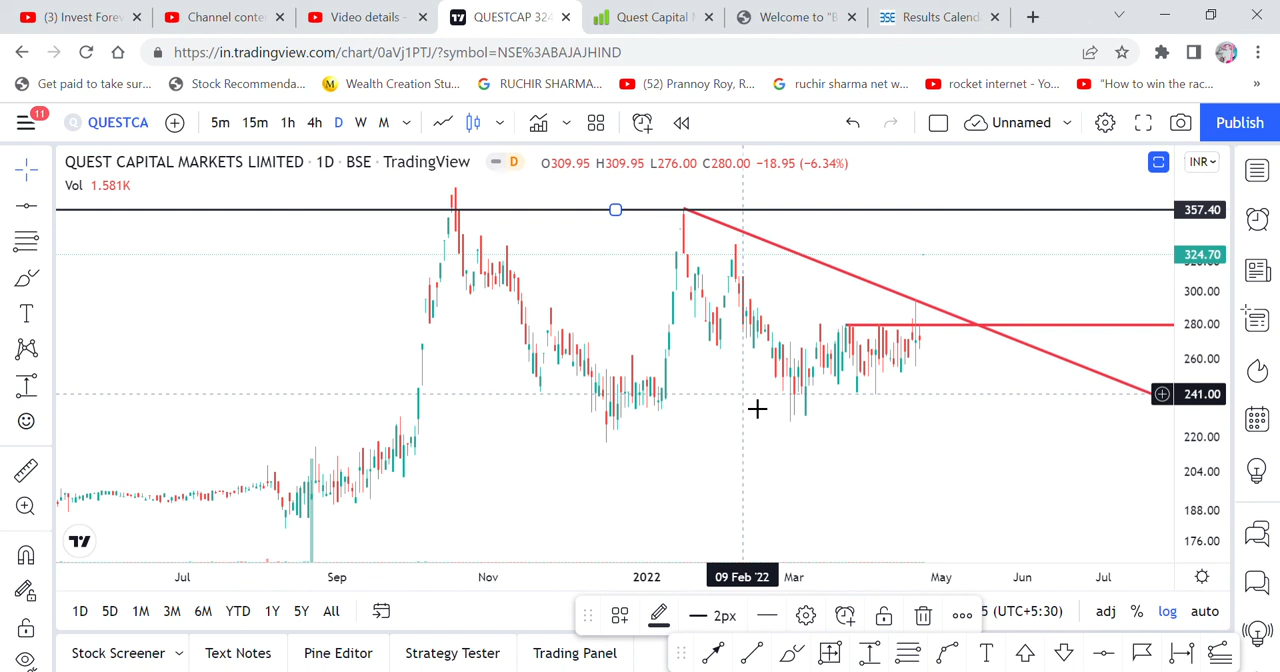 (3) Invest Forev
Channel conte
Video details -
QUESTCAP 324
Quest Capital
Welcome to "B
BSE Results Calend
https://in.tradingview.com/chart/0aVj1PTJ/?symbol=NSE%3ABAJAJHIND
Get paid to take sur...
Stock Recommenda...
M Wealth Creation Stu...
RUCHIR SHARMA...
(52) Prannoy Roy, R...
ruchir sharma net w...
rocket internet - Yo...
"How to win the rac...
»
11
Q QUESTCA
5m 15m 1h 4h D W M
Unnamed
Publish
QUEST CAPITAL MARKETS LIMITED · 1D · BSE · TradingView
D
O309.95 H309.95 L276.00 C280.00 −18.95 (−6.34%)
INR
Vol 1.581K
357.40
324.70
300.00
280.00
260.00
241.00
220.00
204.00
188.00
176.00
Jul Sep Nov 2022 09 Feb '22 Mar May Jun Jul
1D 5D 1M 3M 6M YTD 1Y 5Y All
2px
5 (UTC+5:30)
adj % log auto
Stock Screener
Text Notes
Pine Editor
Strategy Tester
Trading Panel